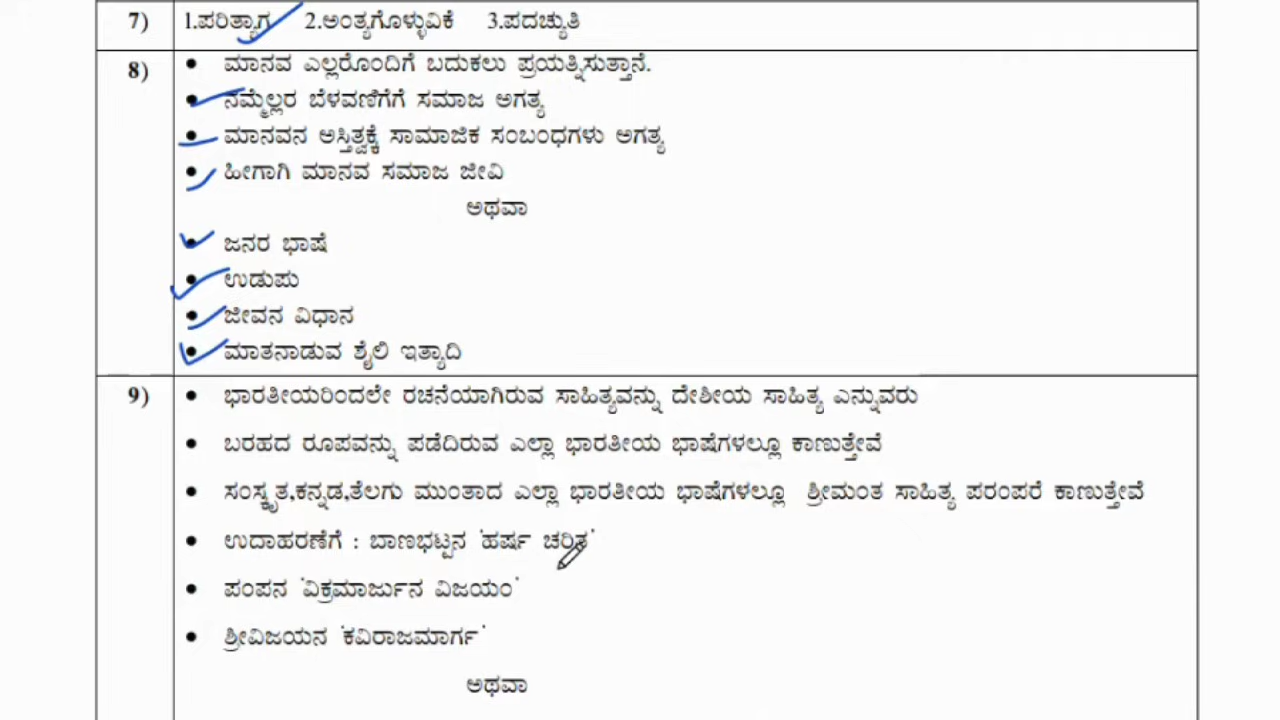 7) 1.ಪರಿತ್ಯಾಗ 2.ಅಂತ್ಯಗೊಳ್ಳುವಿಕೆ 3.ಪದಚ್ಯುತಿ
8) • ಮಾನವ ಎಲ್ಲರೊಂದಿಗೆ ಬದುಕಲು ಪ್ರಯತ್ನಿಸುತ್ತಾನೆ.
• ನಮ್ಮೆಲ್ಲರ ಬೆಳವಣಿಗೆಗೆ ಸಮಾಜ ಅಗತ್ಯ
• ಮಾನವನ ಅಸ್ತಿತ್ವಕ್ಕೆ ಸಾಮಾಜಿಕ ಸಂಬಂಧಗಳು ಅಗತ್ಯ
• ಹೀಗಾಗಿ ಮಾನವ ಸಮಾಜ ಜೀವಿ
ಅಥವಾ
• ಜನರ ಭಾಷೆ
• ಉಡುಪು
• ಜೀವನ ವಿಧಾನ
• ಮಾತನಾಡುವ ಶೈಲಿ ಇತ್ಯಾದಿ
9) • ಭಾರತೀಯರಿಂದಲೇ ರಚನೆಯಾಗಿರುವ ಸಾಹಿತ್ಯವನ್ನು ದೇಶೀಯ ಸಾಹಿತ್ಯ ಎನ್ನುವರು
• ಬರಹದ ರೂಪವನ್ನು ಪಡೆದಿರುವ ಎಲ್ಲಾ ಭಾರತೀಯ ಭಾಷೆಗಳಲ್ಲೂ ಕಾಣುತ್ತೇವೆ
• ಸಂಸ್ಕೃತ,ಕನ್ನಡ,ತೆಲಗು ಮುಂತಾದ ಎಲ್ಲಾ ಭಾರತೀಯ ಭಾಷೆಗಳಲ್ಲೂ ಶ್ರೀಮಂತ ಸಾಹಿತ್ಯ ಪರಂಪರೆ ಕಾಣುತ್ತೇವೆ
• ಉದಾಹರಣೆಗೆ : ಬಾಣಭಟ್ಟನ 'ಹರ್ಷ ಚರಿತ್ರ'
• ಪಂಪನ 'ವಿಕ್ರಮಾರ್ಜುನ ವಿಜಯಂ'
• ಶ್ರೀವಿಜಯನ 'ಕವಿರಾಜಮಾರ್ಗ'
ಅಥವಾ